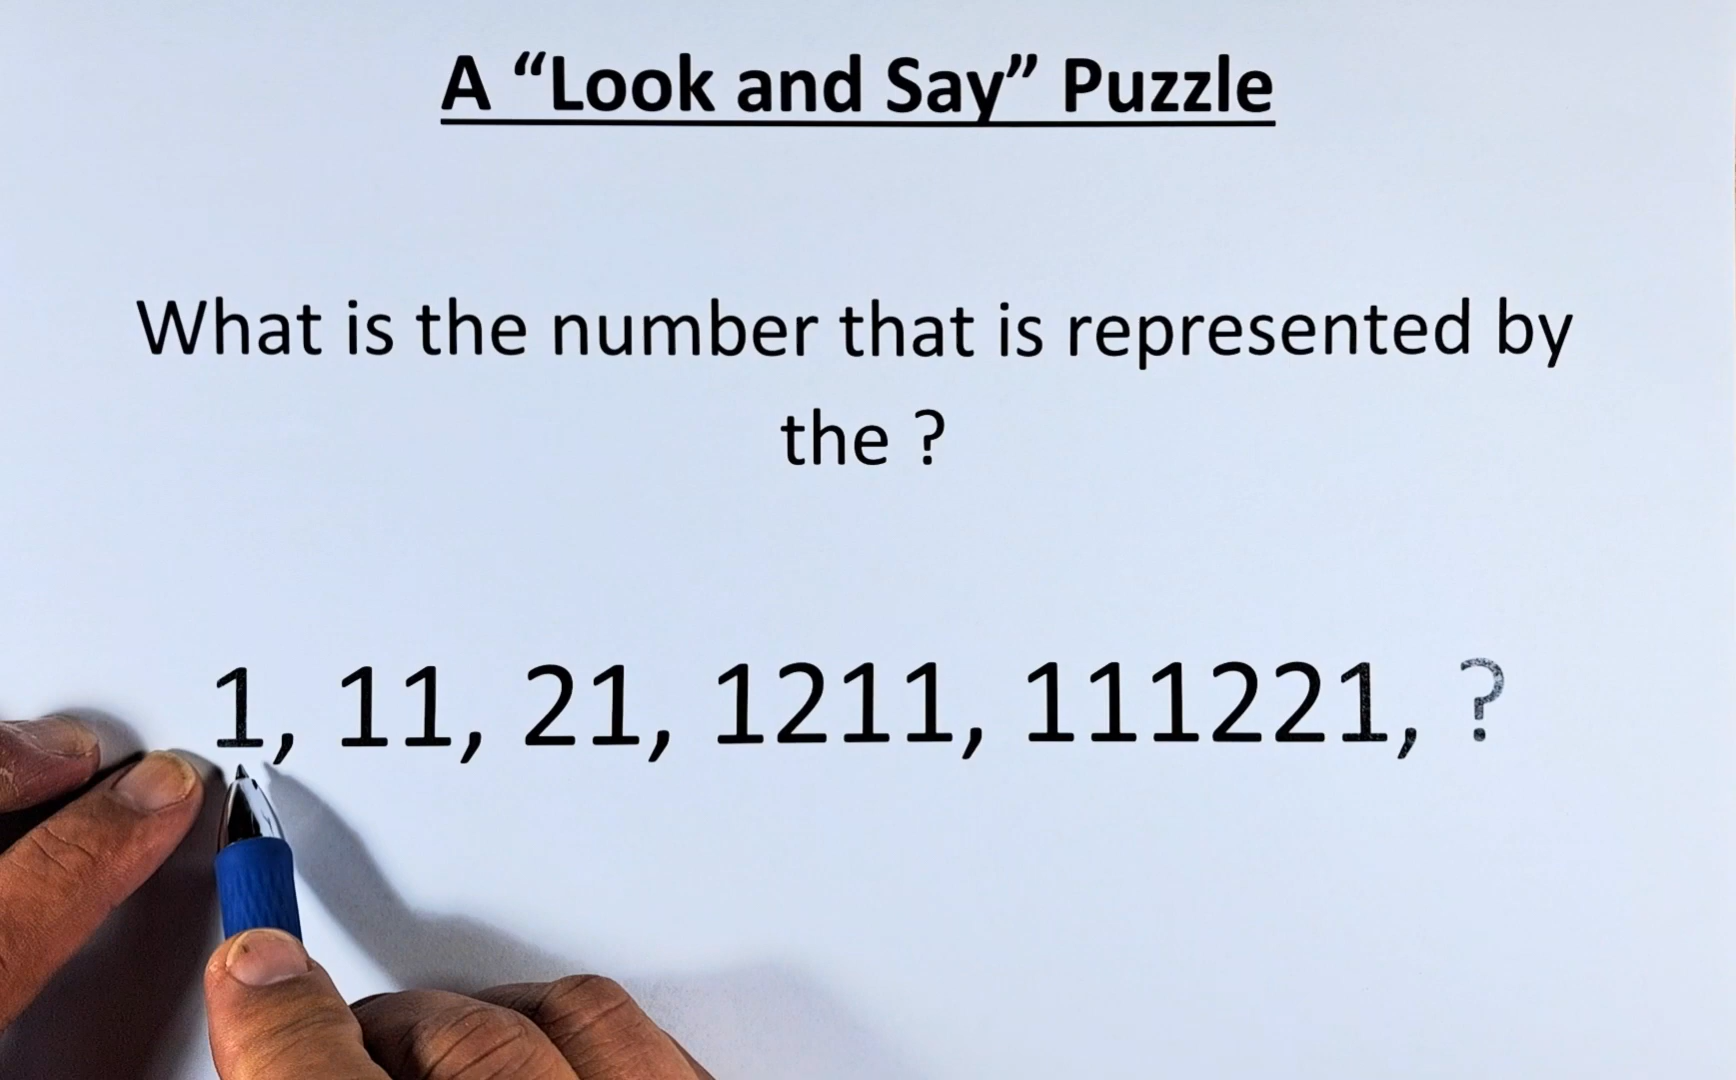 A “Look and Say” Puzzle
What is the number that is represented by
the ?
1, 11, 21, 1211, 111221, ?